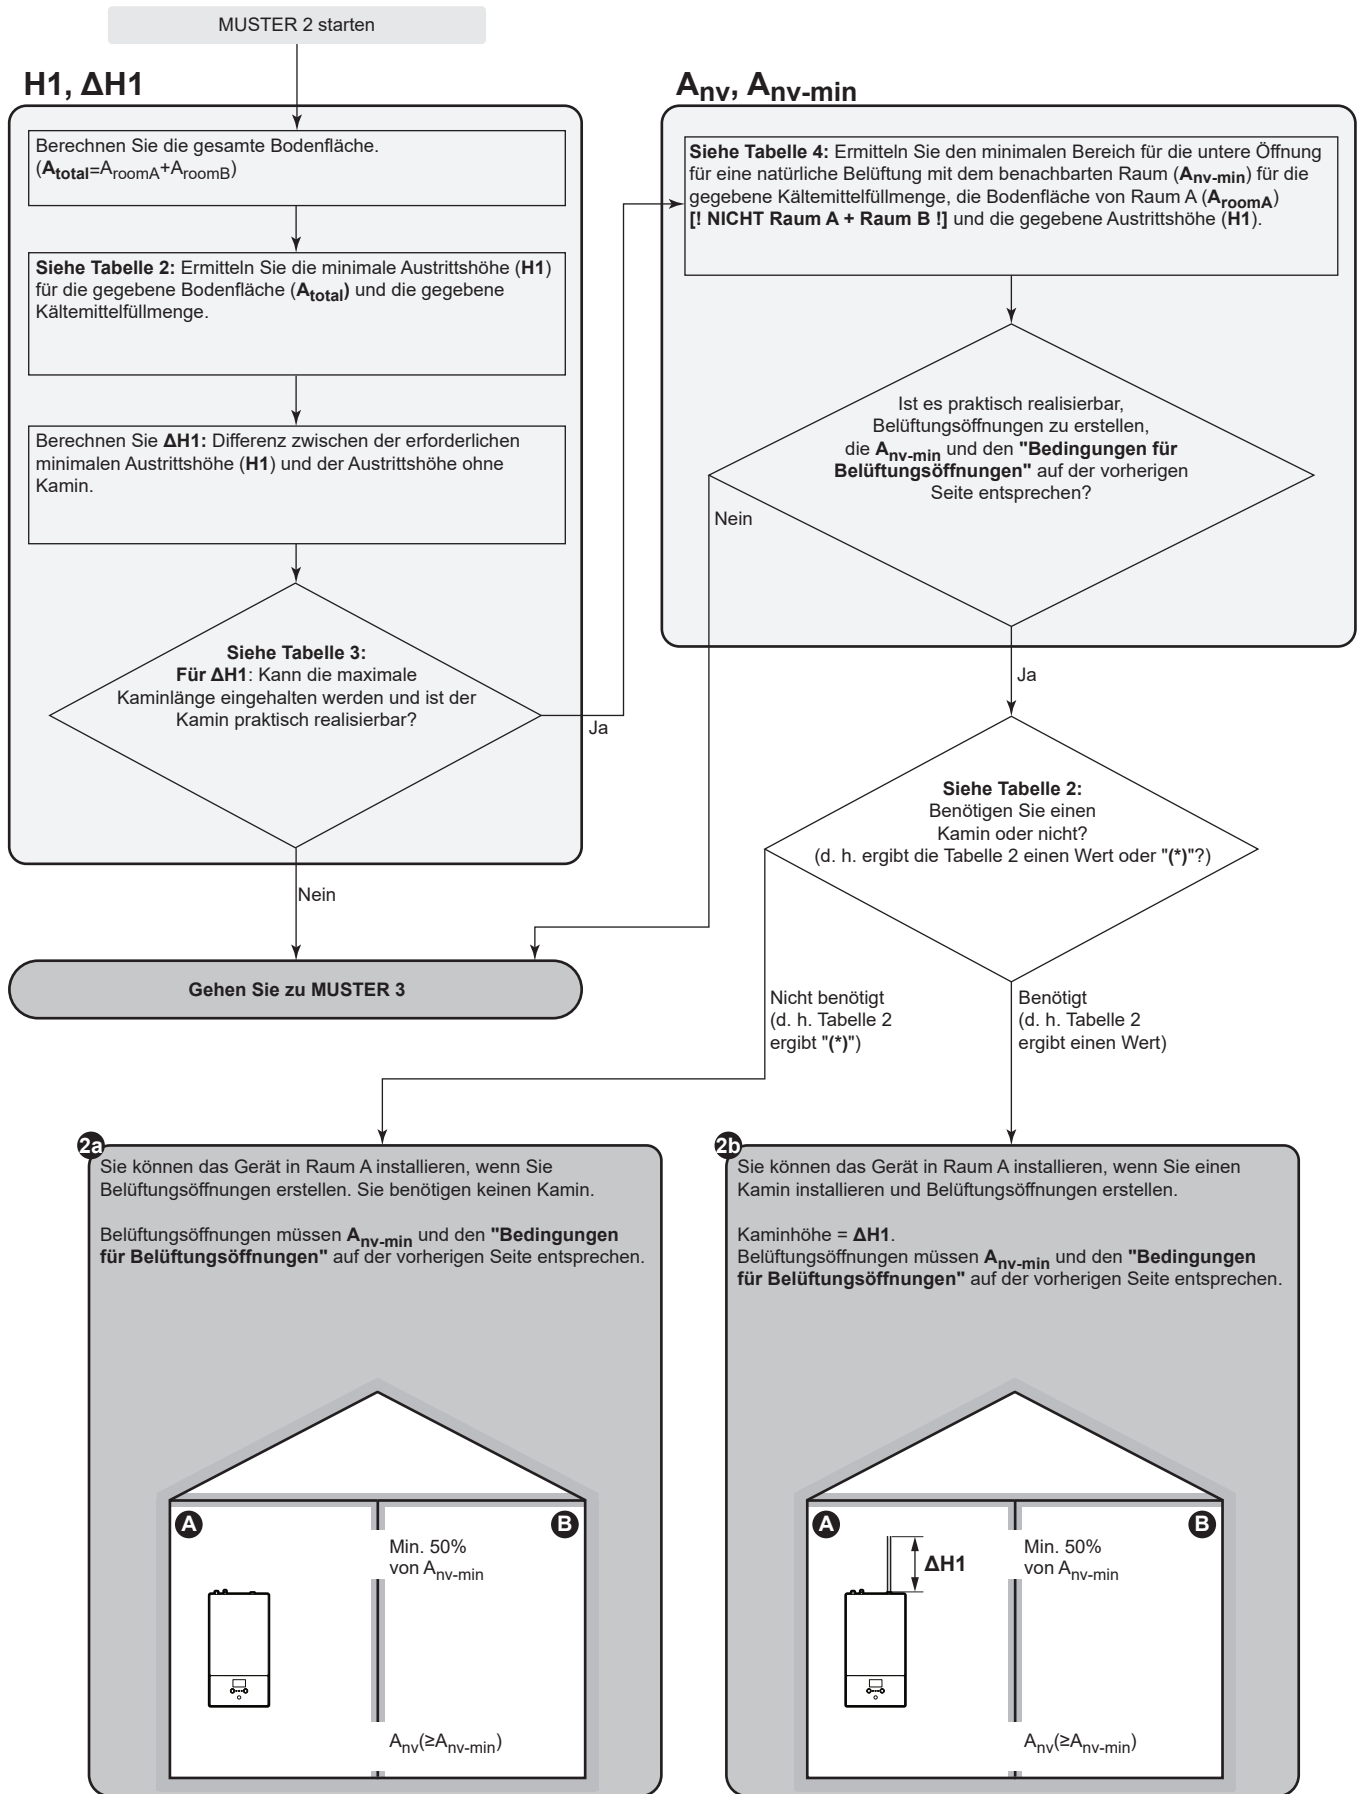 MUSTER 2 starten
H1, ΔH1
Berechnen Sie die gesamte Bodenfläche.
(Atotal=AroomA+AroomB)
Siehe Tabelle 2: Ermitteln Sie die minimale Austrittshöhe (H1)
für die gegebene Bodenfläche (Atotal) und die gegebene
Kältemittelfüllmenge.
Berechnen Sie ΔH1: Differenz zwischen der erforderlichen
minimalen Austrittshöhe (H1) und der Austrittshöhe ohne
Kamin.
Siehe Tabelle 3:
Für ΔH1: Kann die maximale
Kaminlänge eingehalten werden und ist der
Kamin praktisch realisierbar?
Ja
Nein
Gehen Sie zu MUSTER 3
Anv, Anv-min
Siehe Tabelle 4: Ermitteln Sie den minimalen Bereich für die untere Öffnung
für eine natürliche Belüftung mit dem benachbarten Raum (Anv-min) für die
gegebene Kältemittelfüllmenge, die Bodenfläche von Raum A (AroomA)
[! NICHT Raum A + Raum B !] und die gegebene Austrittshöhe (H1).
Ist es praktisch realisierbar,
Belüftungsöffnungen zu erstellen,
die Anv-min und den "Bedingungen für
Belüftungsöffnungen" auf der vorherigen
Seite entsprechen?
Nein
Ja
Siehe Tabelle 2:
Benötigen Sie einen
Kamin oder nicht?
(d. h. ergibt die Tabelle 2 einen Wert oder "(*)"?)
Nicht benötigt
(d. h. Tabelle 2
ergibt "(*)")
Benötigt
(d. h. Tabelle 2
ergibt einen Wert)
2a
Sie können das Gerät in Raum A installieren, wenn Sie
Belüftungsöffnungen erstellen. Sie benötigen keinen Kamin.
Belüftungsöffnungen müssen Anv-min und den "Bedingungen
für Belüftungsöffnungen" auf der vorherigen Seite entsprechen.
A
B
Min. 50%
von Anv-min
Anv(≥Anv-min)
2b
Sie können das Gerät in Raum A installieren, wenn Sie einen
Kamin installieren und Belüftungsöffnungen erstellen.
Kaminhöhe = ΔH1.
Belüftungsöffnungen müssen Anv-min und den "Bedingungen
für Belüftungsöffnungen" auf der vorherigen Seite entsprechen.
A
B
Min. 50%
von Anv-min
ΔH1
Anv(≥Anv-min)